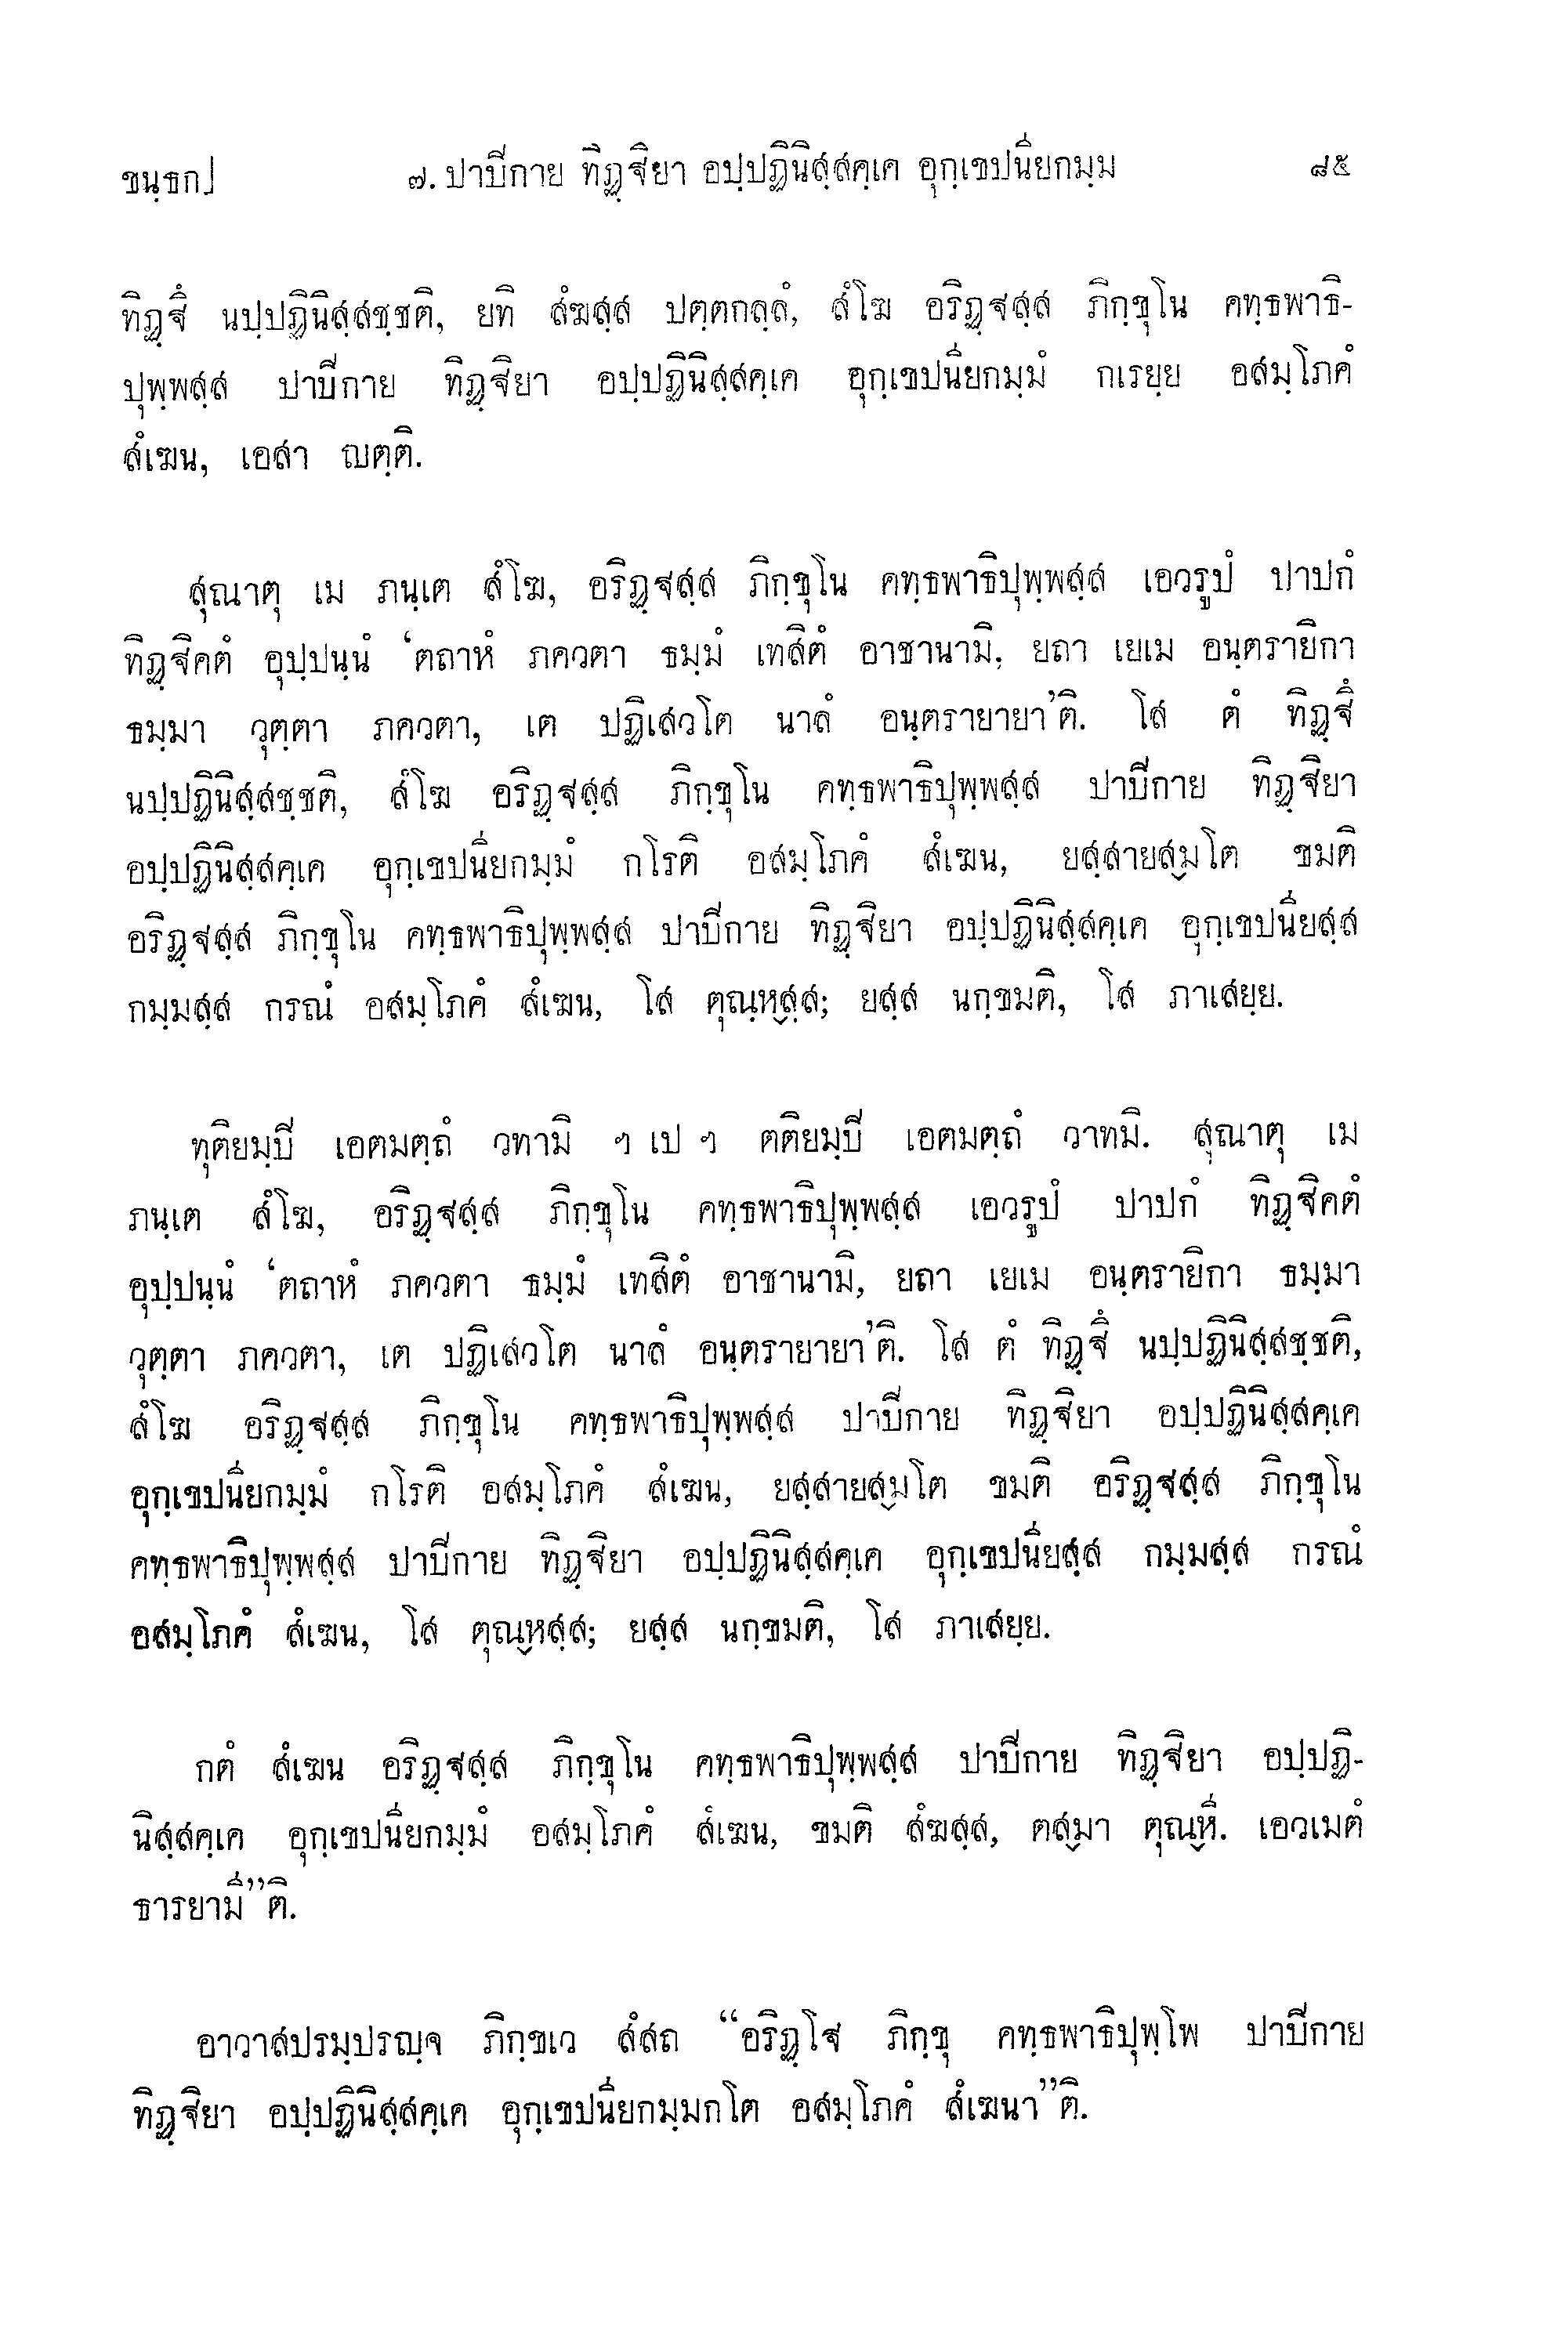 ขนฺธก] ๗. ปาปิกาย ทิฏฺฐิยา อปฺปฏินิสฺสคฺเค อุกฺเขปนียกมฺม ๘๕
ทิฏฺฐึ นปฺปฏินิสฺสชฺชติ, ยทิ สํฆสฺส ปตฺตกลฺลํ, สํโฆ อริฏฺฐสฺส ภิกฺขุโน คทฺธพาธิ-
ปุพฺพสฺส ปาปิกาย ทิฏฺฐิยา อปฺปฏินิสฺสคฺเค อุกฺเขปนียกมฺมํ กเรยฺย อสมฺโภคํ
สํเฆน, เอสา ญตฺติ.
สุณาตุ เม ภนฺเต สํโฆ, อริฏฺฐสฺส ภิกฺขุโน คทฺธพาธิปุพฺพสฺส เอวรูปํ ปาปกํ
ทิฏฺฐิคตํ อุปฺปนฺนํ ‘ตถาหํ ภควตา ธมฺมํ เทสิตํ อาชานามิ, ยถา เยเม อนฺตรายิกา
ธมฺมา วุตฺตา ภควตา, เต ปฏิเสวโต นาลํ อนฺตรายายา’ติ. โส ตํ ทิฏฺฐึ
นปฺปฏินิสฺสชฺชติ, สํโฆ อริฏฺฐสฺส ภิกฺขุโน คทฺธพาธิปุพฺพสฺส ปาปิกาย ทิฏฺฐิยา
อปฺปฏินิสฺสคฺเค อุกฺเขปนียกมฺมํ กโรติ อสมฺโภคํ สํเฆน, ยสฺสายสฺมโต ขมติ
อริฏฺฐสฺส ภิกฺขุโน คทฺธพาธิปุพฺพสฺส ปาปิกาย ทิฏฺฐิยา อปฺปฏินิสฺสคฺเค อุกฺเขปนียสฺส
กมฺมสฺส กรณํ อสมฺโภคํ สํเฆน, โส ตุณฺหสฺส; ยสฺส นกฺขมติ, โส ภาเสยฺย.
ทุติยมฺปิ เอตมตฺถํ วทามิ ฯ เป ฯ ตติยมฺปิ เอตมตฺถํ วาทมิ. สุณาตุ เม
ภนฺเต สํโฆ, อริฏฺฐสฺส ภิกฺขุโน คทฺธพาธิปุพฺพสฺส เอวรูปํ ปาปกํ ทิฏฺฐิคตํ
อุปฺปนฺนํ ‘ตถาหํ ภควตา ธมฺมํ เทสิตํ อาชานามิ, ยถา เยเม อนฺตรายิกา ธมฺมา
วุตฺตา ภควตา, เต ปฏิเสวโต นาลํ อนฺตรายายา’ติ. โส ตํ ทิฏฺฐึ นปฺปฏินิสฺสชฺชติ,
สํโฆ อริฏฺฐสฺส ภิกฺขุโน คทฺธพาธิปุพฺพสฺส ปาปิกาย ทิฏฺฐิยา อปฺปฏินิสฺสคฺเค
อุกฺเขปนียกมฺมํ กโรติ อสมฺโภคํ สํเฆน, ยสฺสายสฺมโต ขมติ อริฏฺฐสฺส ภิกฺขุโน
คทฺธพาธิปุพฺพสฺส ปาปิกาย ทิฏฺฐิยา อปฺปฏินิสฺสคฺเค อุกฺเขปนียสฺส กมฺมสฺส กรณํ
อสมฺโภคํ สํเฆน, โส ตุณฺหสฺส; ยสฺส นกฺขมติ, โส ภาเสยฺย.
กตํ สํเฆน อริฏฺฐสฺส ภิกฺขุโน คทฺธพาธิปุพฺพสฺส ปาปิกาย ทิฏฺฐิยา อปฺปฏิ-
นิสฺสคฺเค อุกฺเขปนียกมฺมํ อสมฺโภคํ สํเฆน, ขมติ สํฆสฺส, ตสฺมา ตุณฺหี. เอวเมตํ
ธารยามี”ติ.
อาวาสปรมฺปรญฺจ ภิกฺขเว สํสถ “อริฏฺโฐ ภิกฺขุ คทฺธพาธิปุพฺโพ ปาปิกาย
ทิฏฺฐิยา อปฺปฏินิสฺสคฺเค อุกฺเขปนียกมฺมกโต อสมฺโภคํ สํเฆนา”ติ.